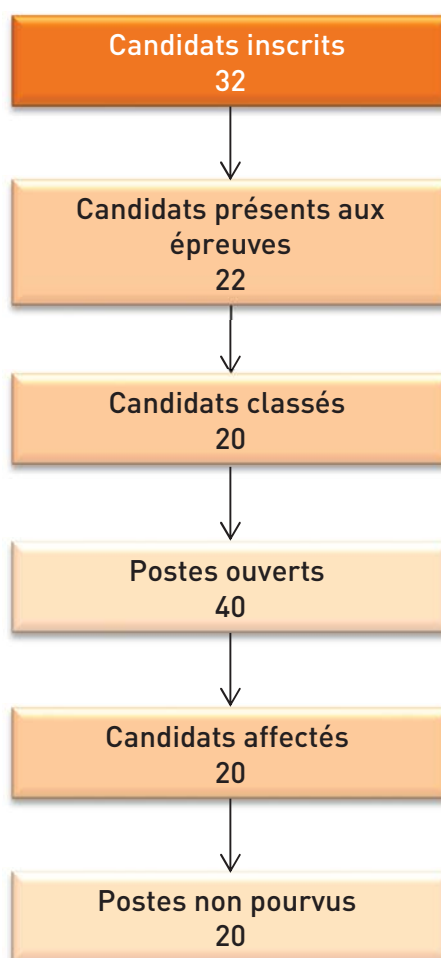 Candidats inscrits
32
Candidats présents aux
épreuves
22
Candidats classés
20
Postes ouverts
40
Candidats affectés
20
Postes non pourvus
20